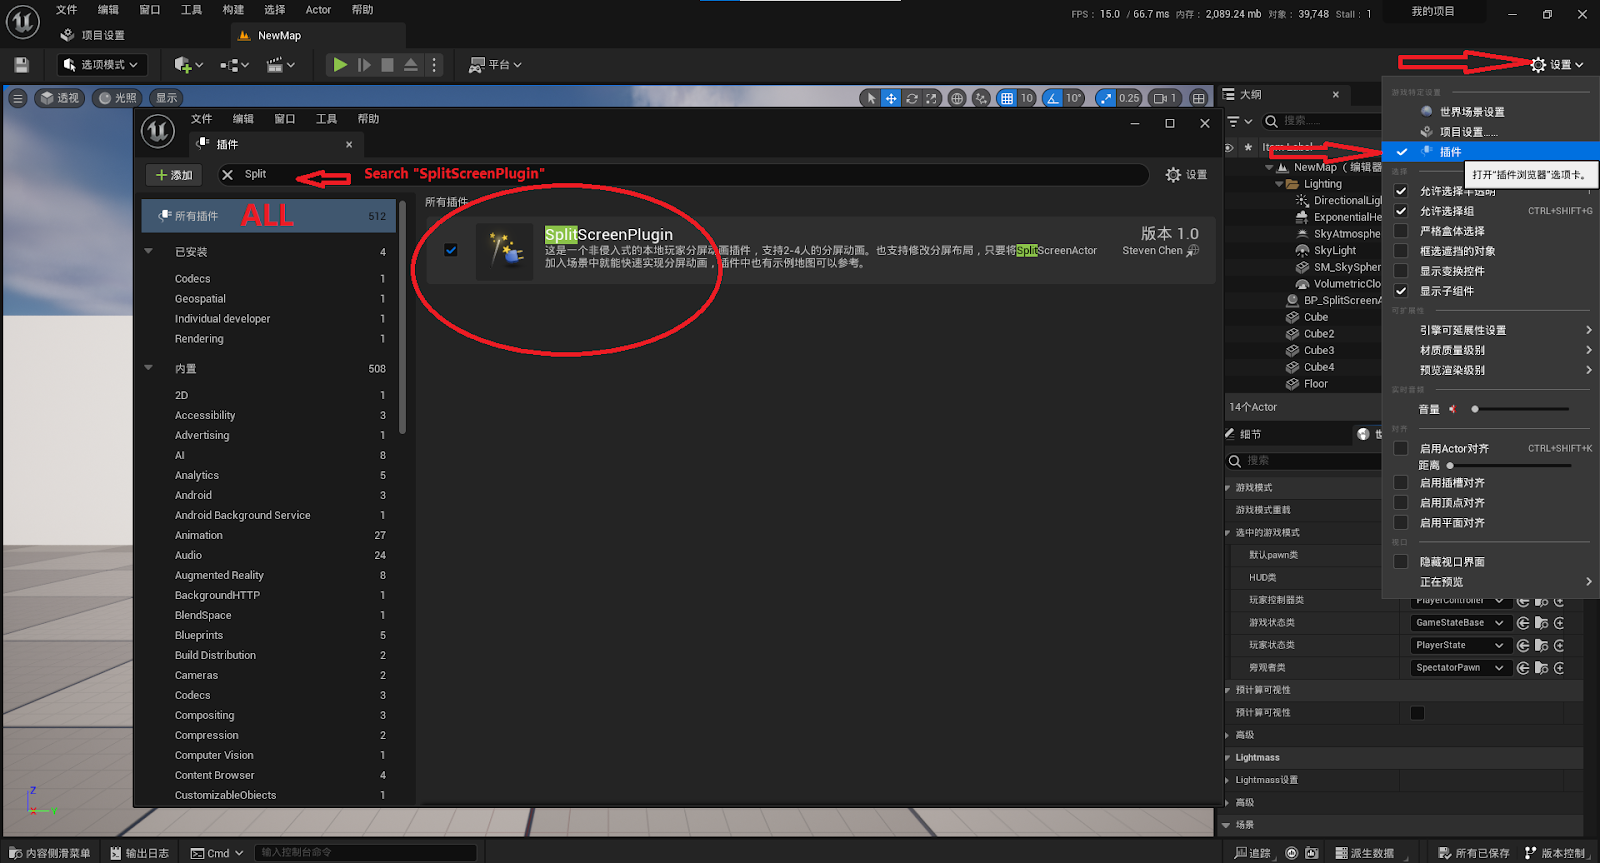 文件 编辑 窗口 工具 构建 选择 Actor 帮助
FPS： 15.0 / 66.7 ms 内存： 2,089.24 mb 对象： 39,748 Stall： 1
我的项目
项目设置
NewMap
选项模式
平台
设置
透视 光照 显示
10 10° 0.25 1
大纲
搜索……
Item Label
NewMap（ 编辑器
Lighting
DirectionalLigh
ExponentialHe
SkyAtmosphe
SkyLight
SM_SkySpher
VolumetricClo
BP_SplitScreenA
Cube
Cube2
Cube3
Cube4
Floor
14个Actor
文件 编辑 窗口 工具 帮助
插件
添加
Split
Search "SplitScreenPlugin"
设置
所有插件 ALL 512
已安装 4
Codecs 1
Geospatial 1
Individual developer 1
Rendering 1
内置 508
2D 1
Accessibility 3
Advertising 1
AI 8
Analytics 5
Android 3
Android Background Service 1
Animation 27
Audio 24
Augmented Reality 8
BackgroundHTTP 1
BlendSpace 1
Blueprints 5
Build Distribution 2
Cameras 2
Codecs 3
Compositing 3
Compression 2
Computer Vision 1
Content Browser 4
CustomizableObjects 1
所有插件
SplitScreenPlugin
版本 1.0
这是一个非侵入式的本地玩家分屏动画插件，支持2-4人的分屏动画。也支持修改分屏布局，只要将SplitScreenActor
Steven Chen
加入场景中就能快速实现分屏动画，插件中也有示例地图可以参考。
游戏特定设置
世界场景设置
项目设置……
插件
打开“插件浏览器”选项卡。
选择
允许选择半透明
允许选择组 CTRL+SHIFT+G
严格盒体选择
框选遮挡的对象
显示变换控件
显示子组件
可扩展性
引擎可延展性设置
材质质量级别
预览渲染级别
实时音频
音量
对齐
启用Actor对齐 CTRL+SHIFT+K
距离
启用插槽对齐
启用顶点对齐
启用平面对齐
视口
隐藏视口界面
正在预览
细节
搜索
游戏模式
游戏模式重载
选中的游戏模式
默认pawn类
HUD类
玩家控制器类 PlayerController
游戏状态类 GameStateBase
玩家状态类 PlayerState
旁观者类 SpectatorPawn
预计算可视性
预计算可视性
高级
Lightmass
Lightmass设置
高级
场景
Z
Y
内容侧滑菜单 输出日志 Cmd 输入控制台命令
追踪 派生数据 所有已保存 版本控制